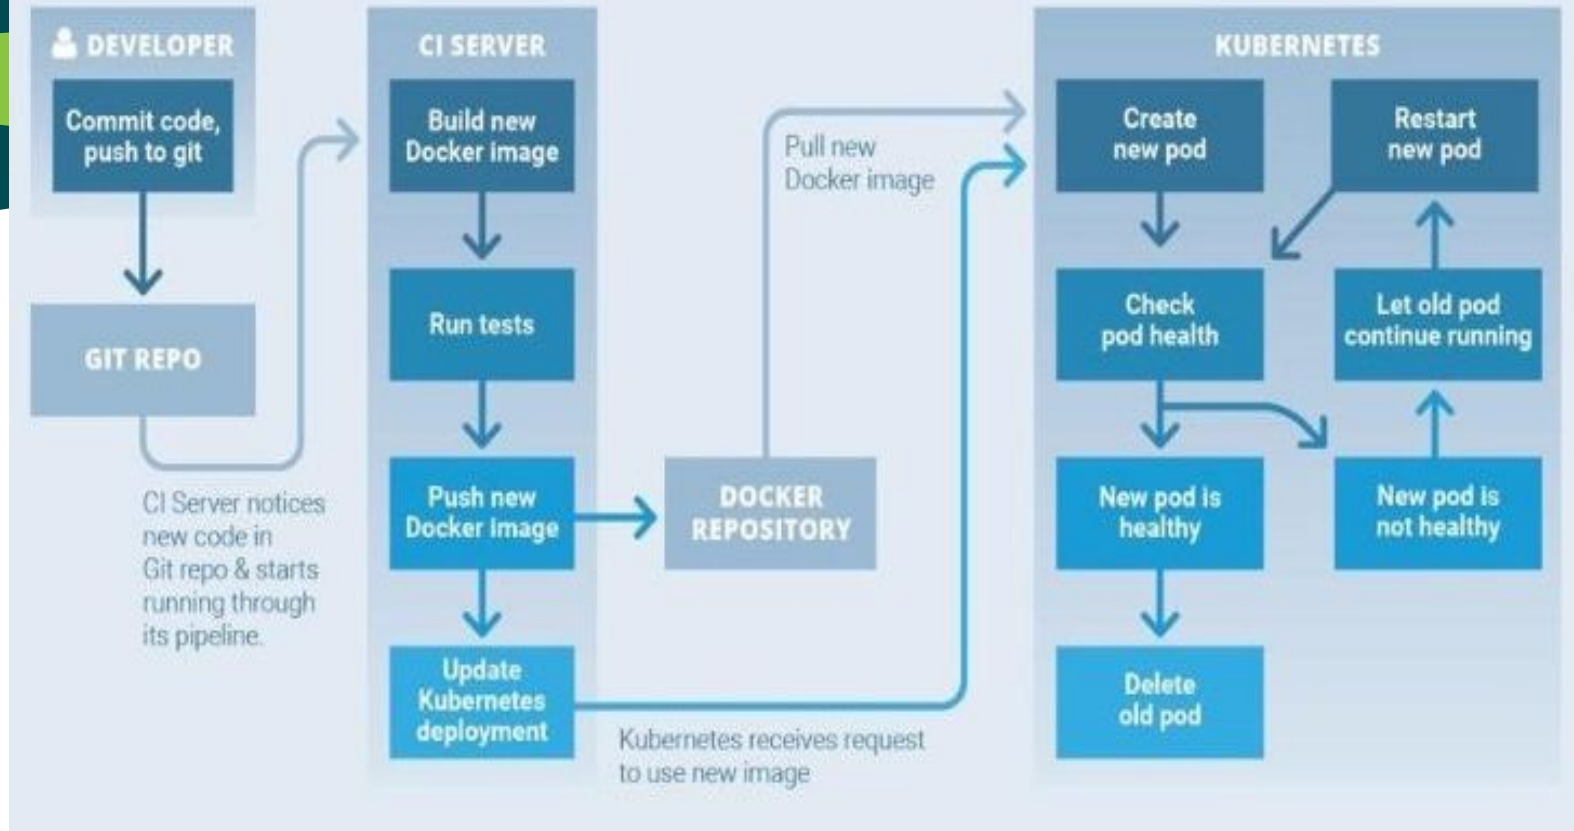 DEVELOPER
Commit code,
push to git
GIT REPO
CI Server notices
new code in
Git repo & starts
running through
its pipeline.
CI SERVER
Build new
Docker image
Run tests
Push new
Docker image
Update
Kubernetes
deployment
DOCKER
REPOSITORY
Pull new
Docker image
Kubernetes receives request
to use new image
KUBERNETES
Create
new pod
Restart
new pod
Check
pod health
Let old pod
continue running
New pod is
healthy
New pod is
not healthy
Delete
old pod